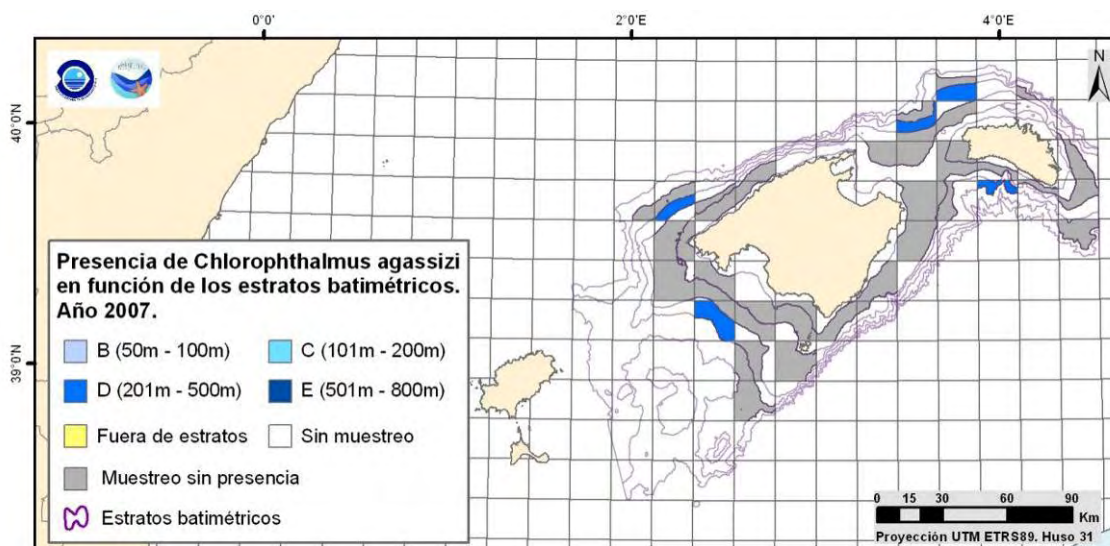 0°0'
2°0'E
4°0'E
N
40°0'N
39°0'N
Presencia de Chlorophthalmus agassizi
en función de los estratos batimétricos.
Año 2007.
B (50m - 100m)
C (101m - 200m)
D (201m - 500m)
E (501m - 800m)
Fuera de estratos
Sin muestreo
Muestreo sin presencia
Estratos batimétricos
0 15 30 60 90
Km
Proyección UTM ETRS89. Huso 31